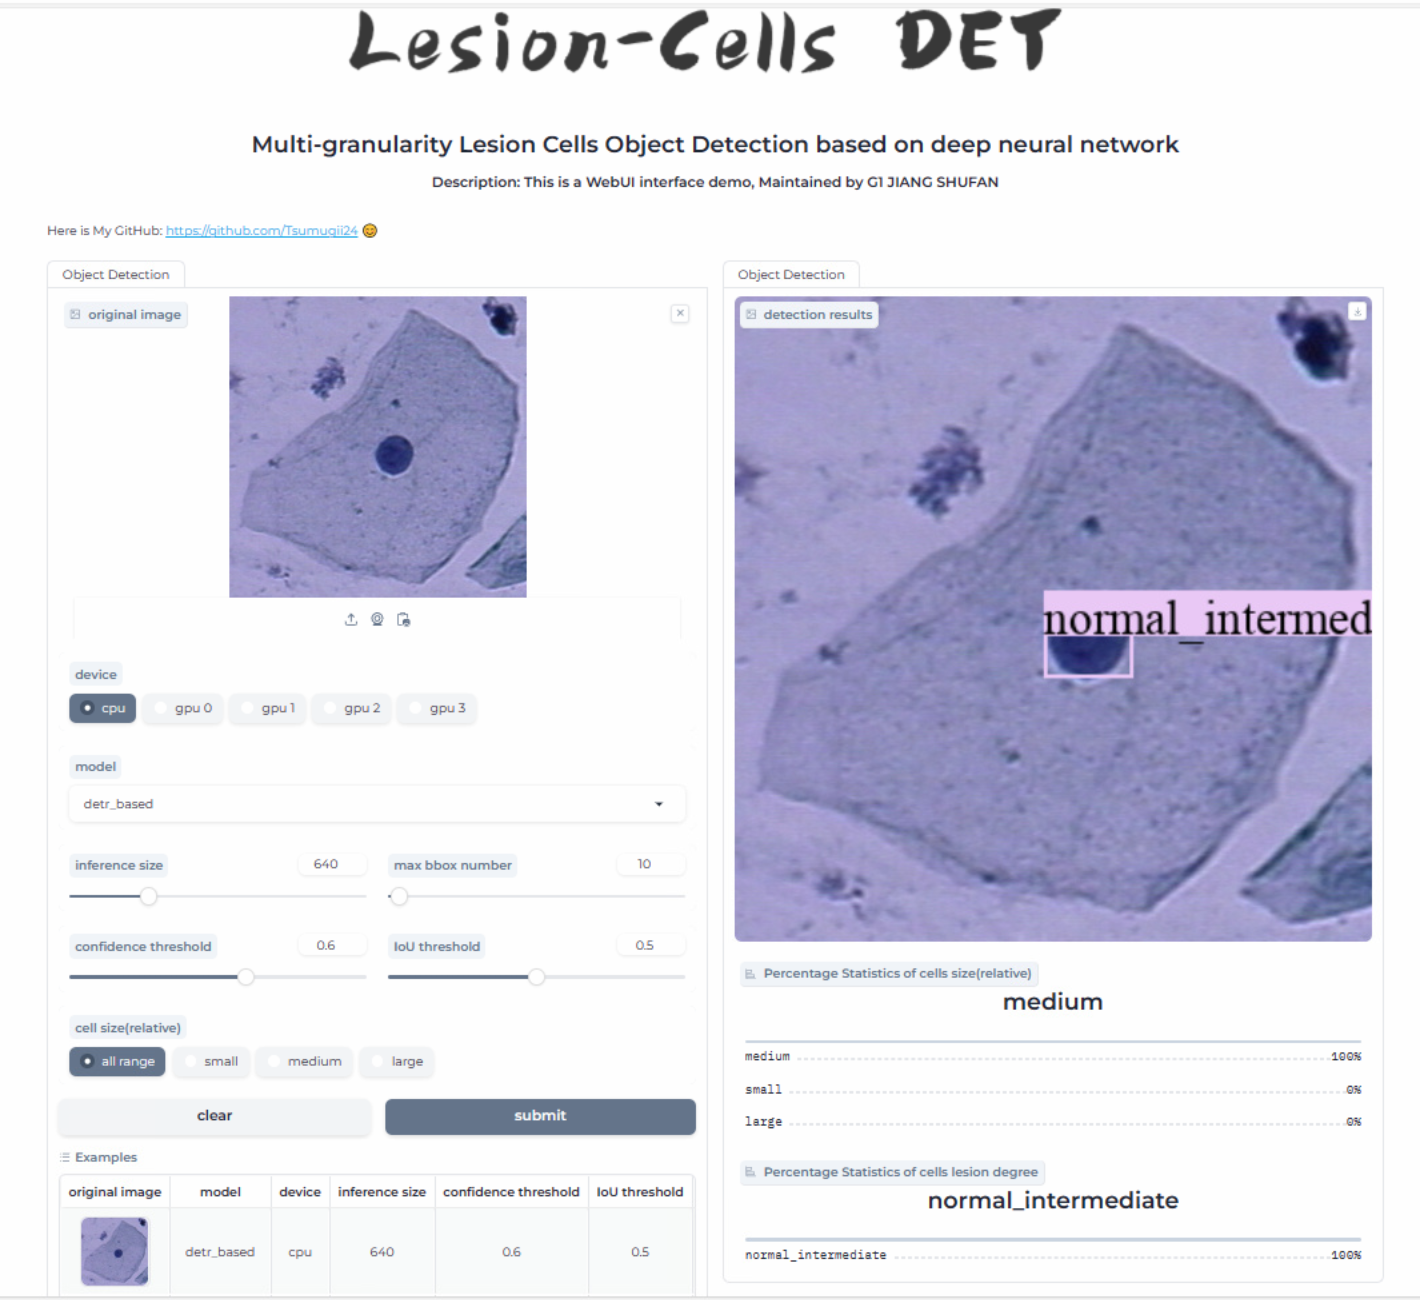 Lesion-Cells DET
Multi-granularity Lesion Cells Object Detection based on deep neural network
Description: This is a WebUI interface demo, Maintained by G1 JIANG SHUFAN
Here is My GitHub: https://github.com/Tsumugii24 😊
Object Detection
original image
device
cpu gpu 0 gpu 1 gpu 2 gpu 3
model
detr_based
inference size 640 max bbox number 10
confidence threshold 0.6 IoU threshold 0.5
cell size(relative)
all range small medium large
clear submit
Examples
original image model device inference size confidence threshold IoU threshold
detr_based cpu 640 0.6 0.5
Object Detection
detection results
normal_intermed
Percentage Statistics of cells size(relative)
medium
medium 100%
small 0%
large 0%
Percentage Statistics of cells lesion degree
normal_intermediate
normal_intermediate 100%